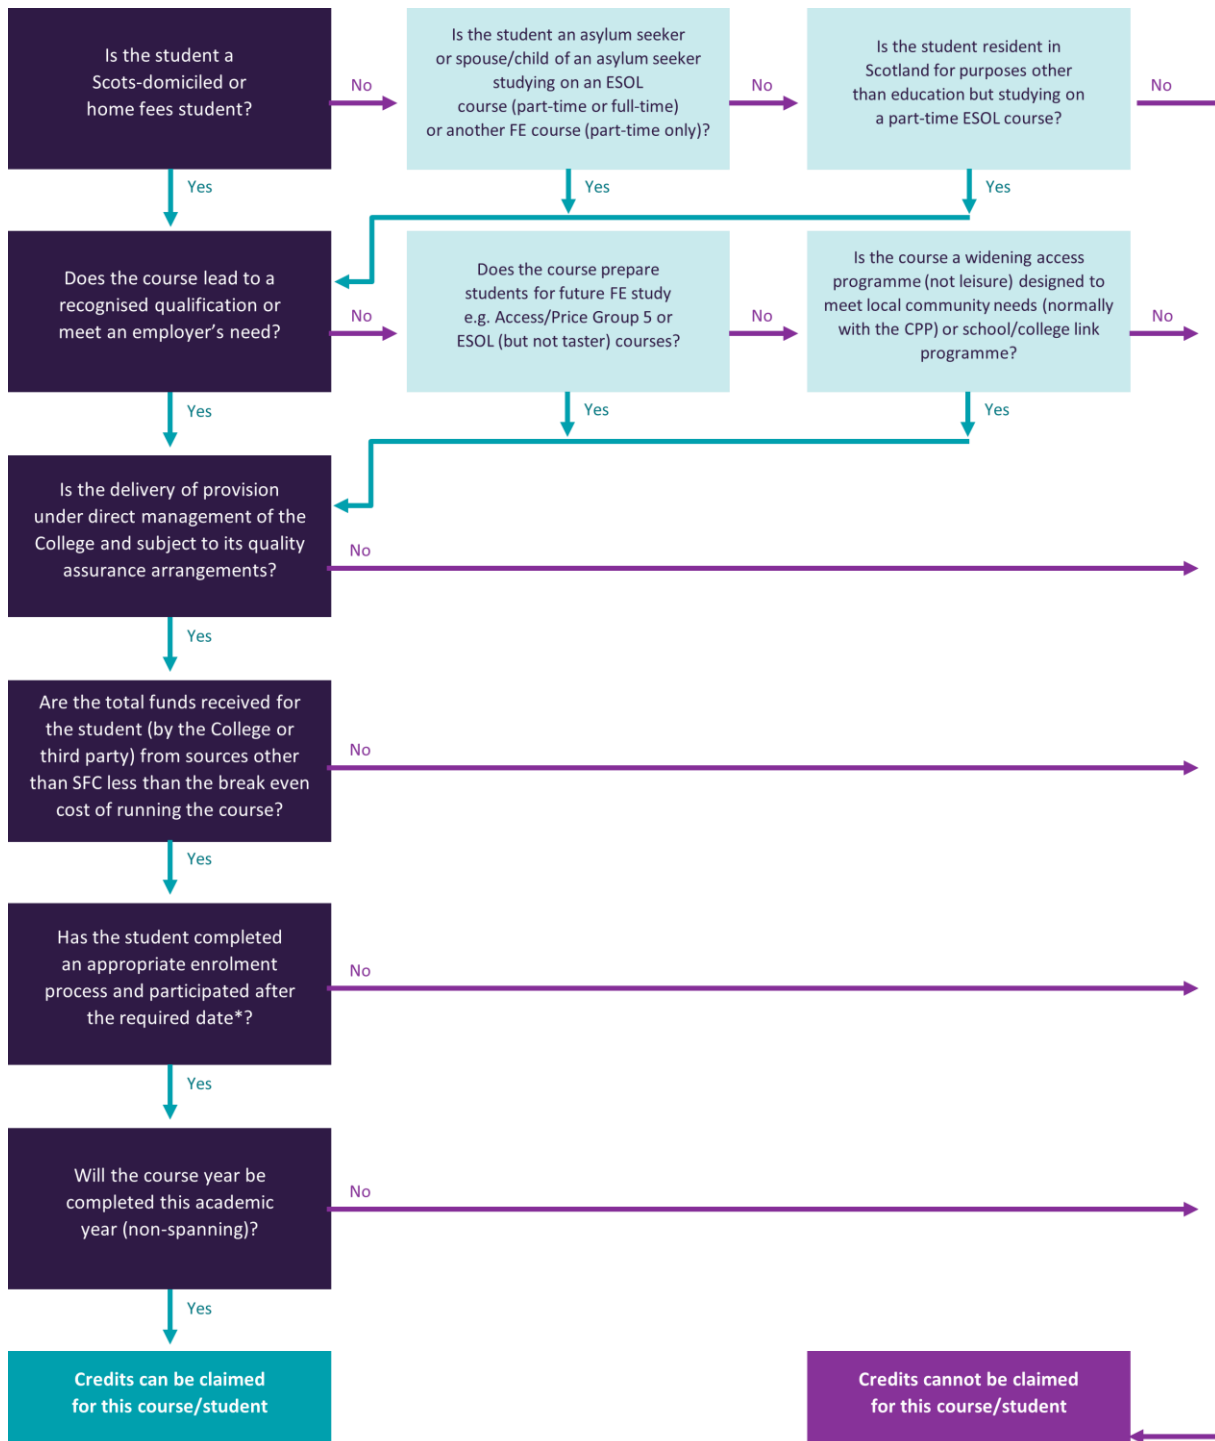 Is the student a
Scots-domiciled or
home fees student?
No
Is the student an asylum seeker
or spouse/child of an asylum seeker
studying on an ESOL
course (part-time or full-time)
or another FE course (part-time only)?
No
Is the student resident in
Scotland for purposes other
than education but studying on
a part-time ESOL course?
No
Yes
Yes
Yes
Does the course lead to a
recognised qualification or
meet an employer’s need?
No
Does the course prepare
students for future FE study
e.g. Access/Price Group 5 or
ESOL (but not taster) courses?
No
Is the course a widening access
programme (not leisure) designed to
meet local community needs (normally
with the CPP) or school/college link
programme?
No
Yes
Yes
Yes
Is the delivery of provision
under direct management of the
College and subject to its quality
assurance arrangements?
No
Yes
Are the total funds received for
the student (by the College or
third party) from sources other
than SFC less than the break even
cost of running the course?
No
Yes
Has the student completed
an appropriate enrolment
process and participated after
the required date*?
No
Yes
Will the course year be
completed this academic
year (non-spanning)?
No
Yes
Credits can be claimed
for this course/student
Credits cannot be claimed
for this course/student